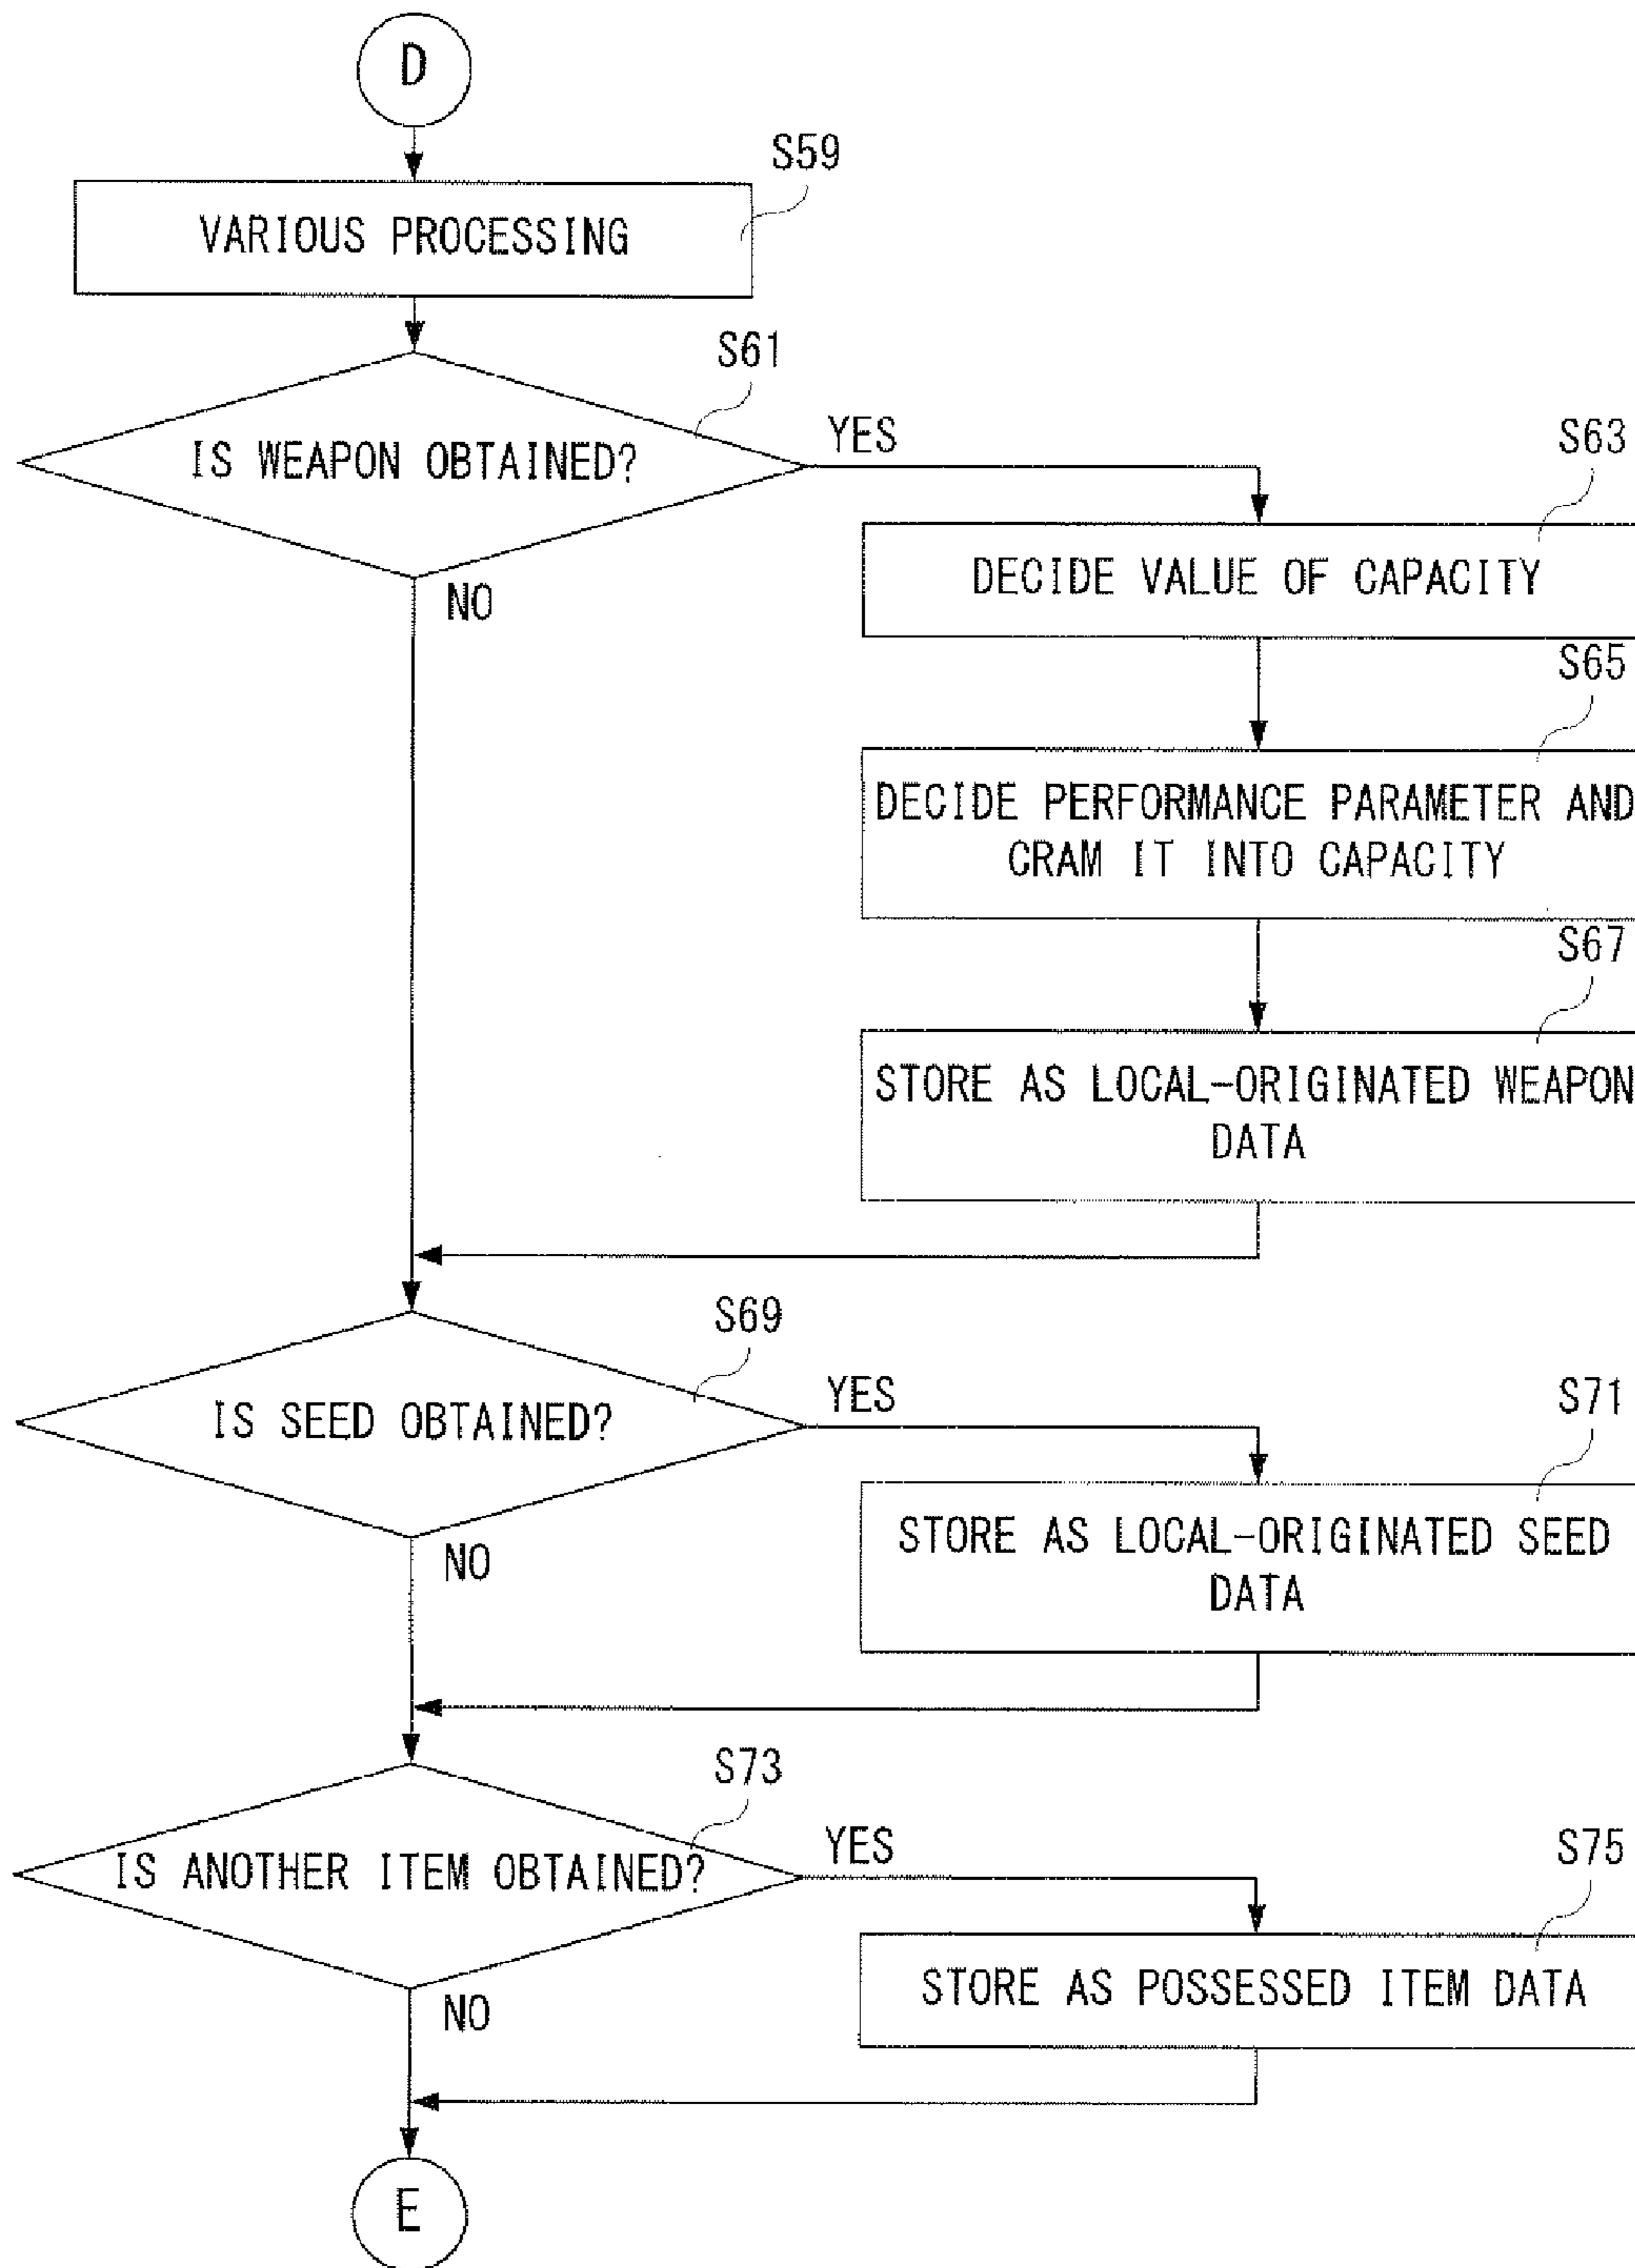 D
S59
VARIOUS PROCESSING
S61
IS WEAPON OBTAINED?
YES
NO
S63
DECIDE VALUE OF CAPACITY
S65
DECIDE PERFORMANCE PARAMETER AND
CRAM IT INTO CAPACITY
S67
STORE AS LOCAL-ORIGINATED WEAPON
DATA
S69
IS SEED OBTAINED?
YES
NO
S71
STORE AS LOCAL-ORIGINATED SEED
DATA
S73
IS ANOTHER ITEM OBTAINED?
YES
NO
S75
STORE AS POSSESSED ITEM DATA
E